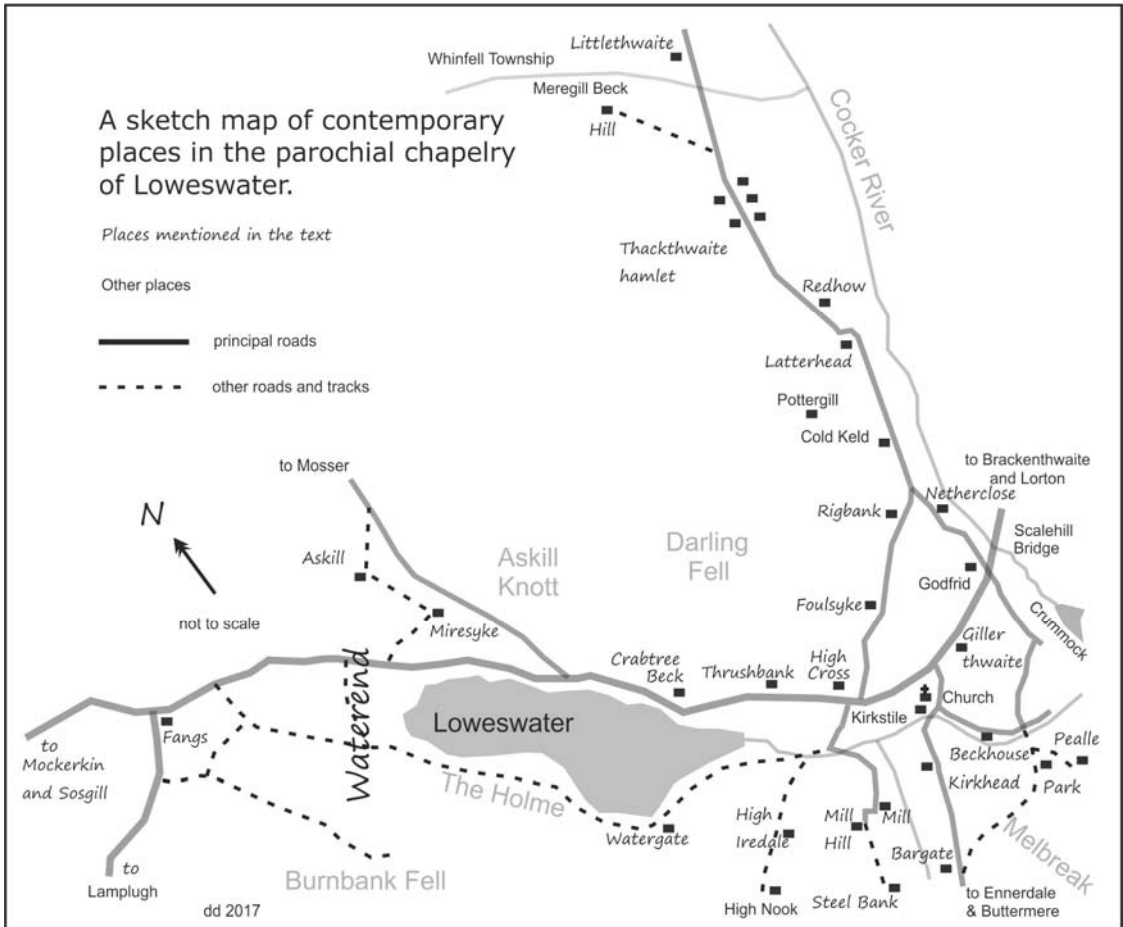 Littlethwaite
Whinfell Township
Meregill Beck
Hill
A sketch map of contemporary
places in the parochial chapelry
of Loweswater.
Cocker River
Places mentioned in the text
Thackthwaite
hamlet
Other places
Redhow
principal roads
Latterhead
other roads and tracks
Pottergill
Cold Keld
to Mosser
to Brackenthwaite
and Lorton
Netherclose
N
Rigbank
Scalehill
Bridge
Askill
Askill
Knott
Darling
Fell
Godfrid
not to scale
Miresyke
Foulsyke
Crummock
Giller
thwaite
Crabtree
Beck
Thrushbank
High
Cross
Church
Kirkstile
Waterend
Loweswater
Fangs
to
Mockerkin
and Sosgill
Beckhouse
Pealle
Kirkhead
Park
The Holme
Watergate
High
Iredale
Mill
Hill
Mill
Melbreak
Bargate
to
Lamplugh
Burnbank Fell
High Nook
Steel Bank
to Ennerdale
& Buttermere
dd 2017